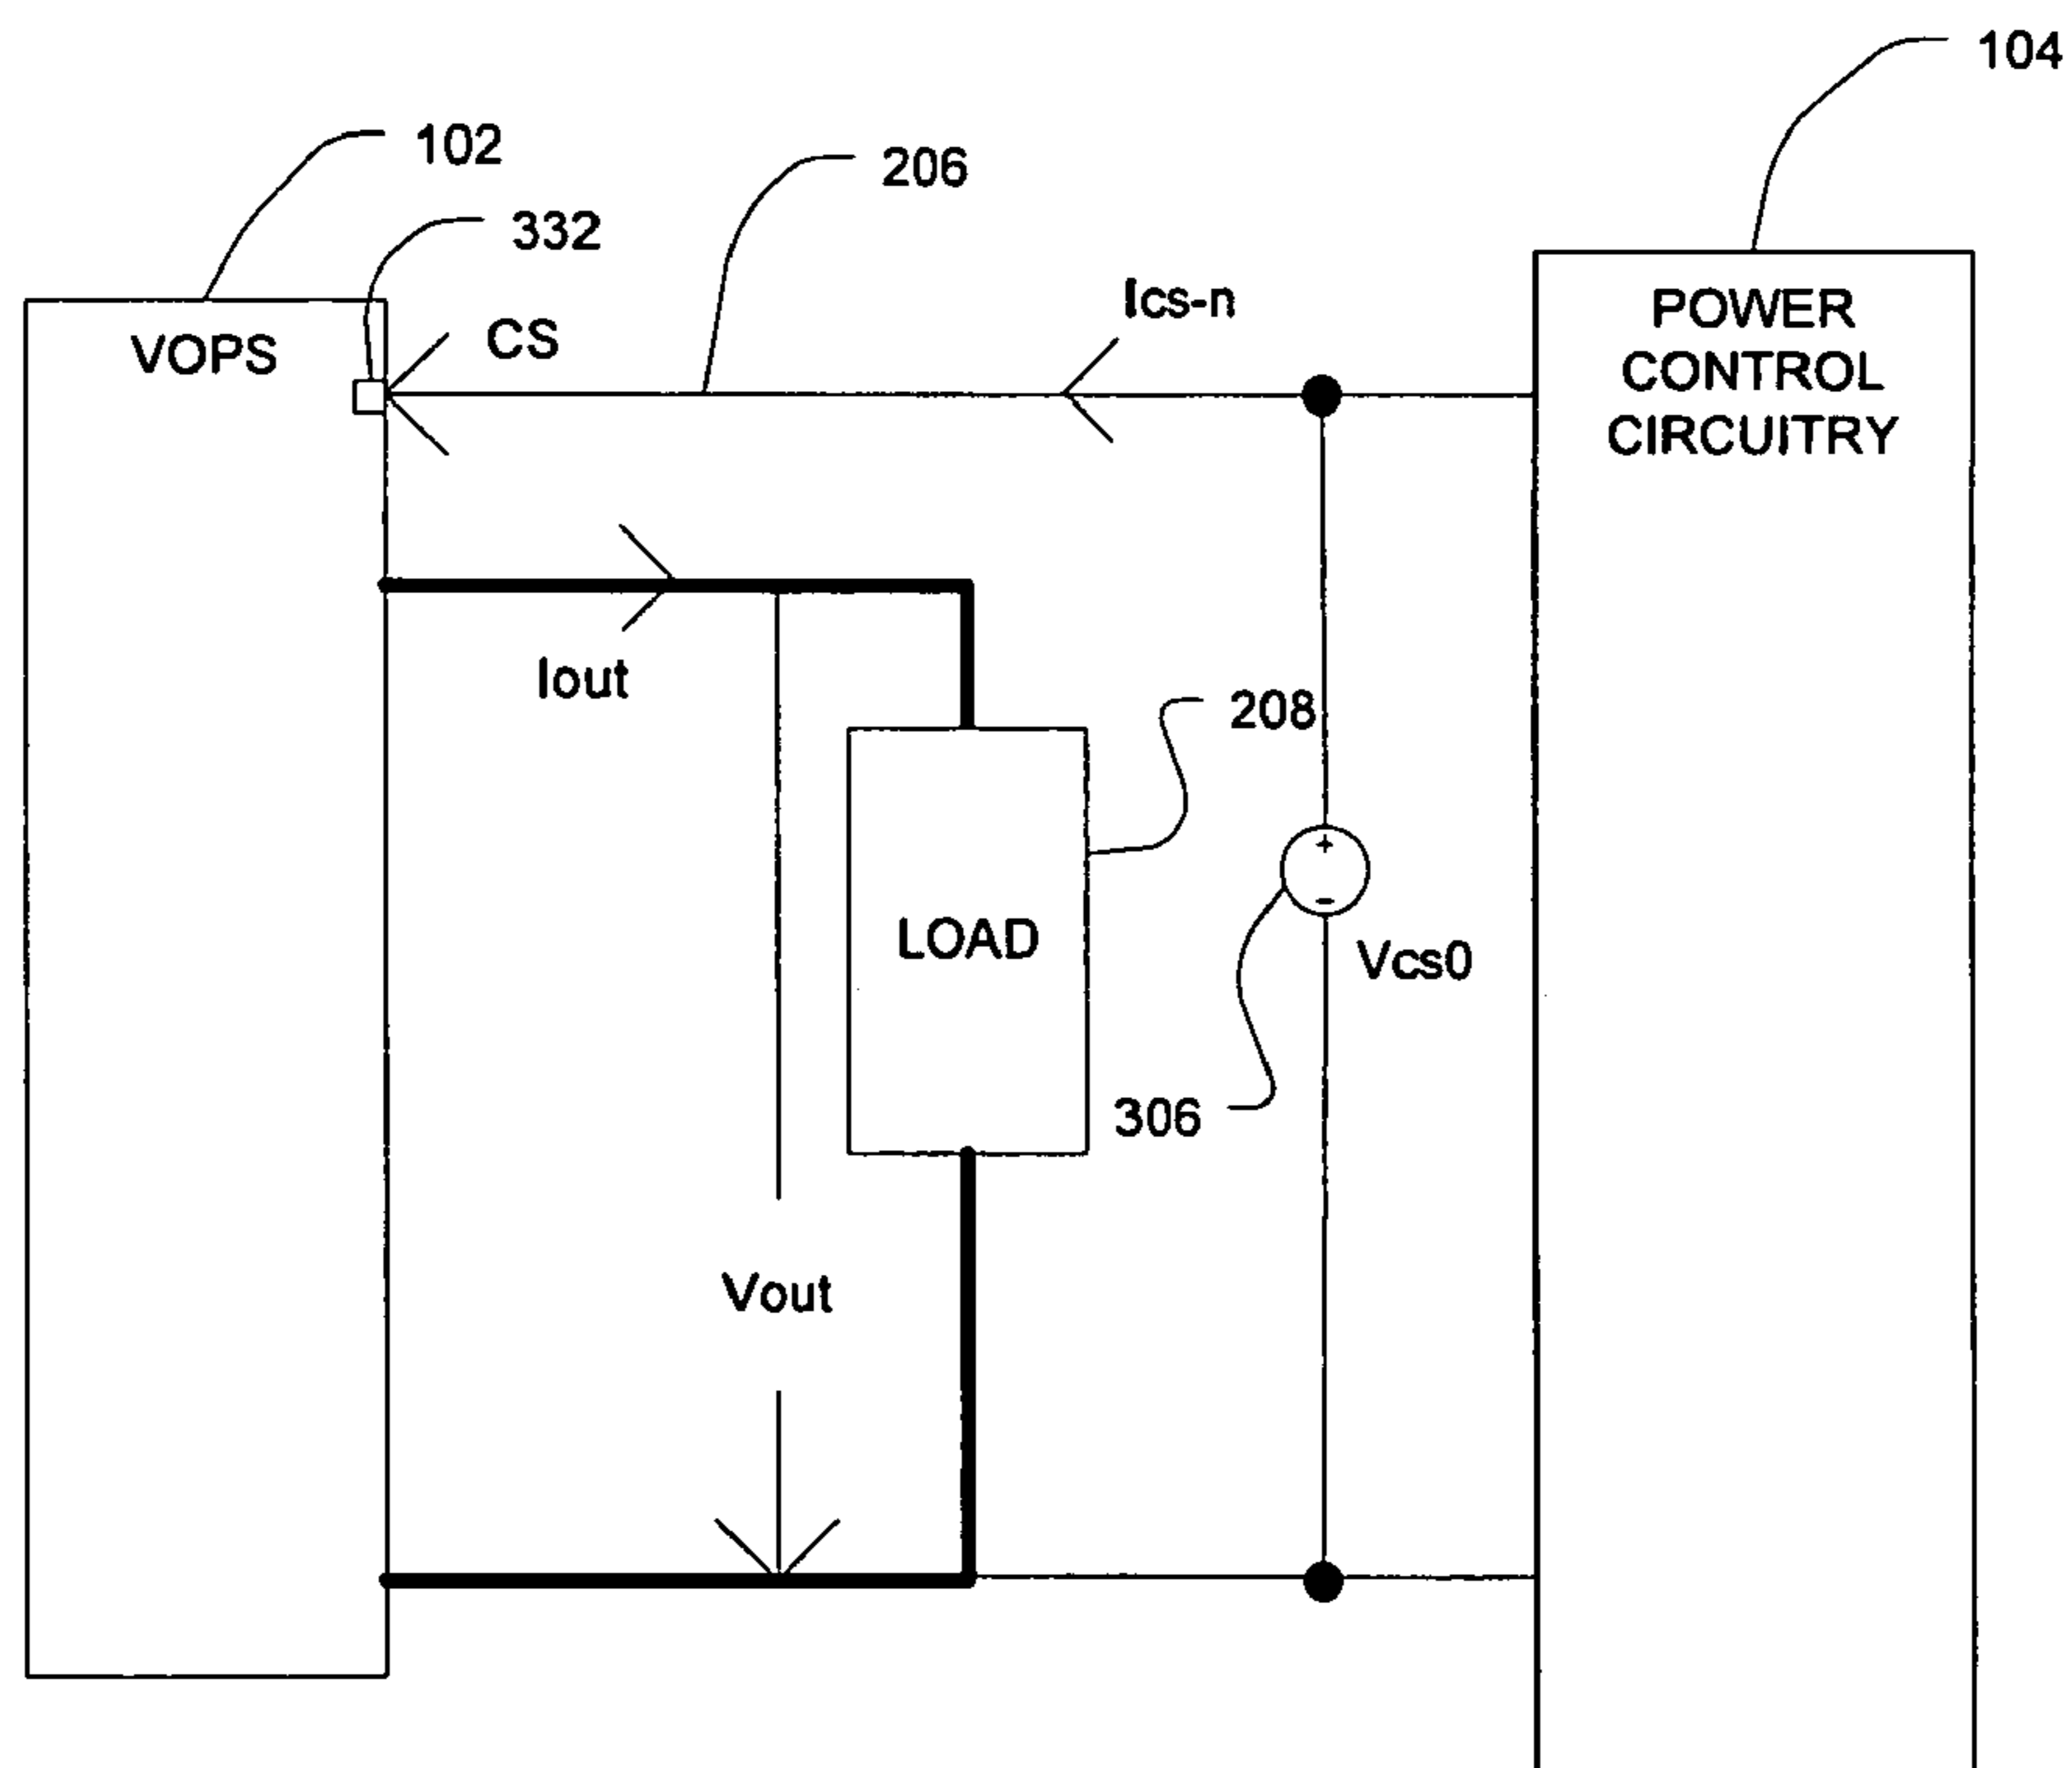 104
102
206
332
Ics-n
POWER
CONTROL
CIRCUITRY
VOPS
CS
Iout
208
+
-
LOAD
Vcs0
306
Vout